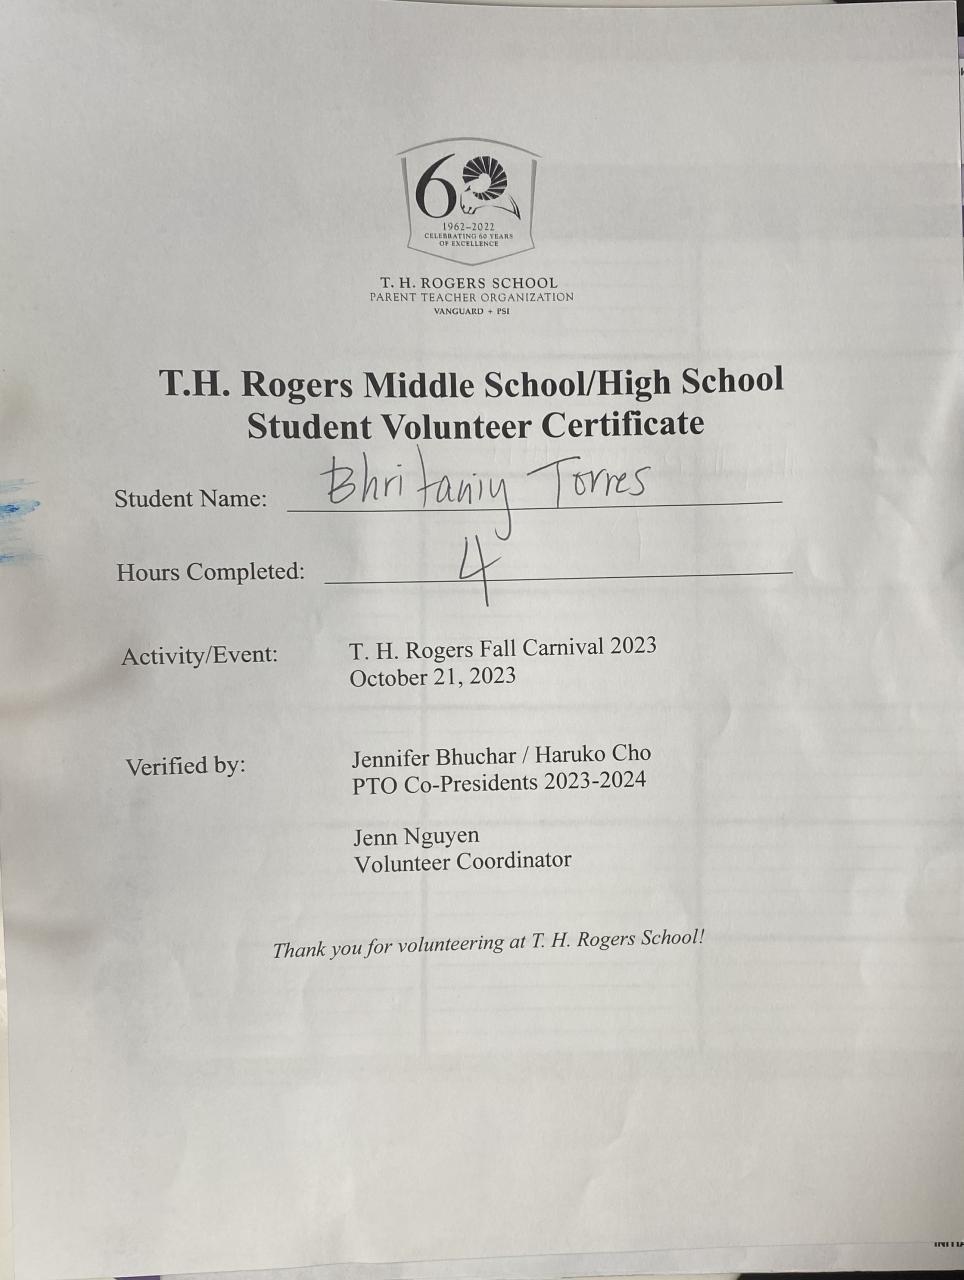 60
1962–2022
CELEBRATING 60 YEARS
OF EXCELLENCE
T. H. ROGERS SCHOOL
PARENT TEACHER ORGANIZATION
VANGUARD + PSI
T.H. Rogers Middle School/High School
Student Volunteer Certificate
Student Name: Bhritaniy Torres
Hours Completed: 4
Activity/Event: T. H. Rogers Fall Carnival 2023
October 21, 2023
Verified by: Jennifer Bhuchar / Haruko Cho
PTO Co-Presidents 2023-2024
Jenn Nguyen
Volunteer Coordinator
Thank you for volunteering at T. H. Rogers School!